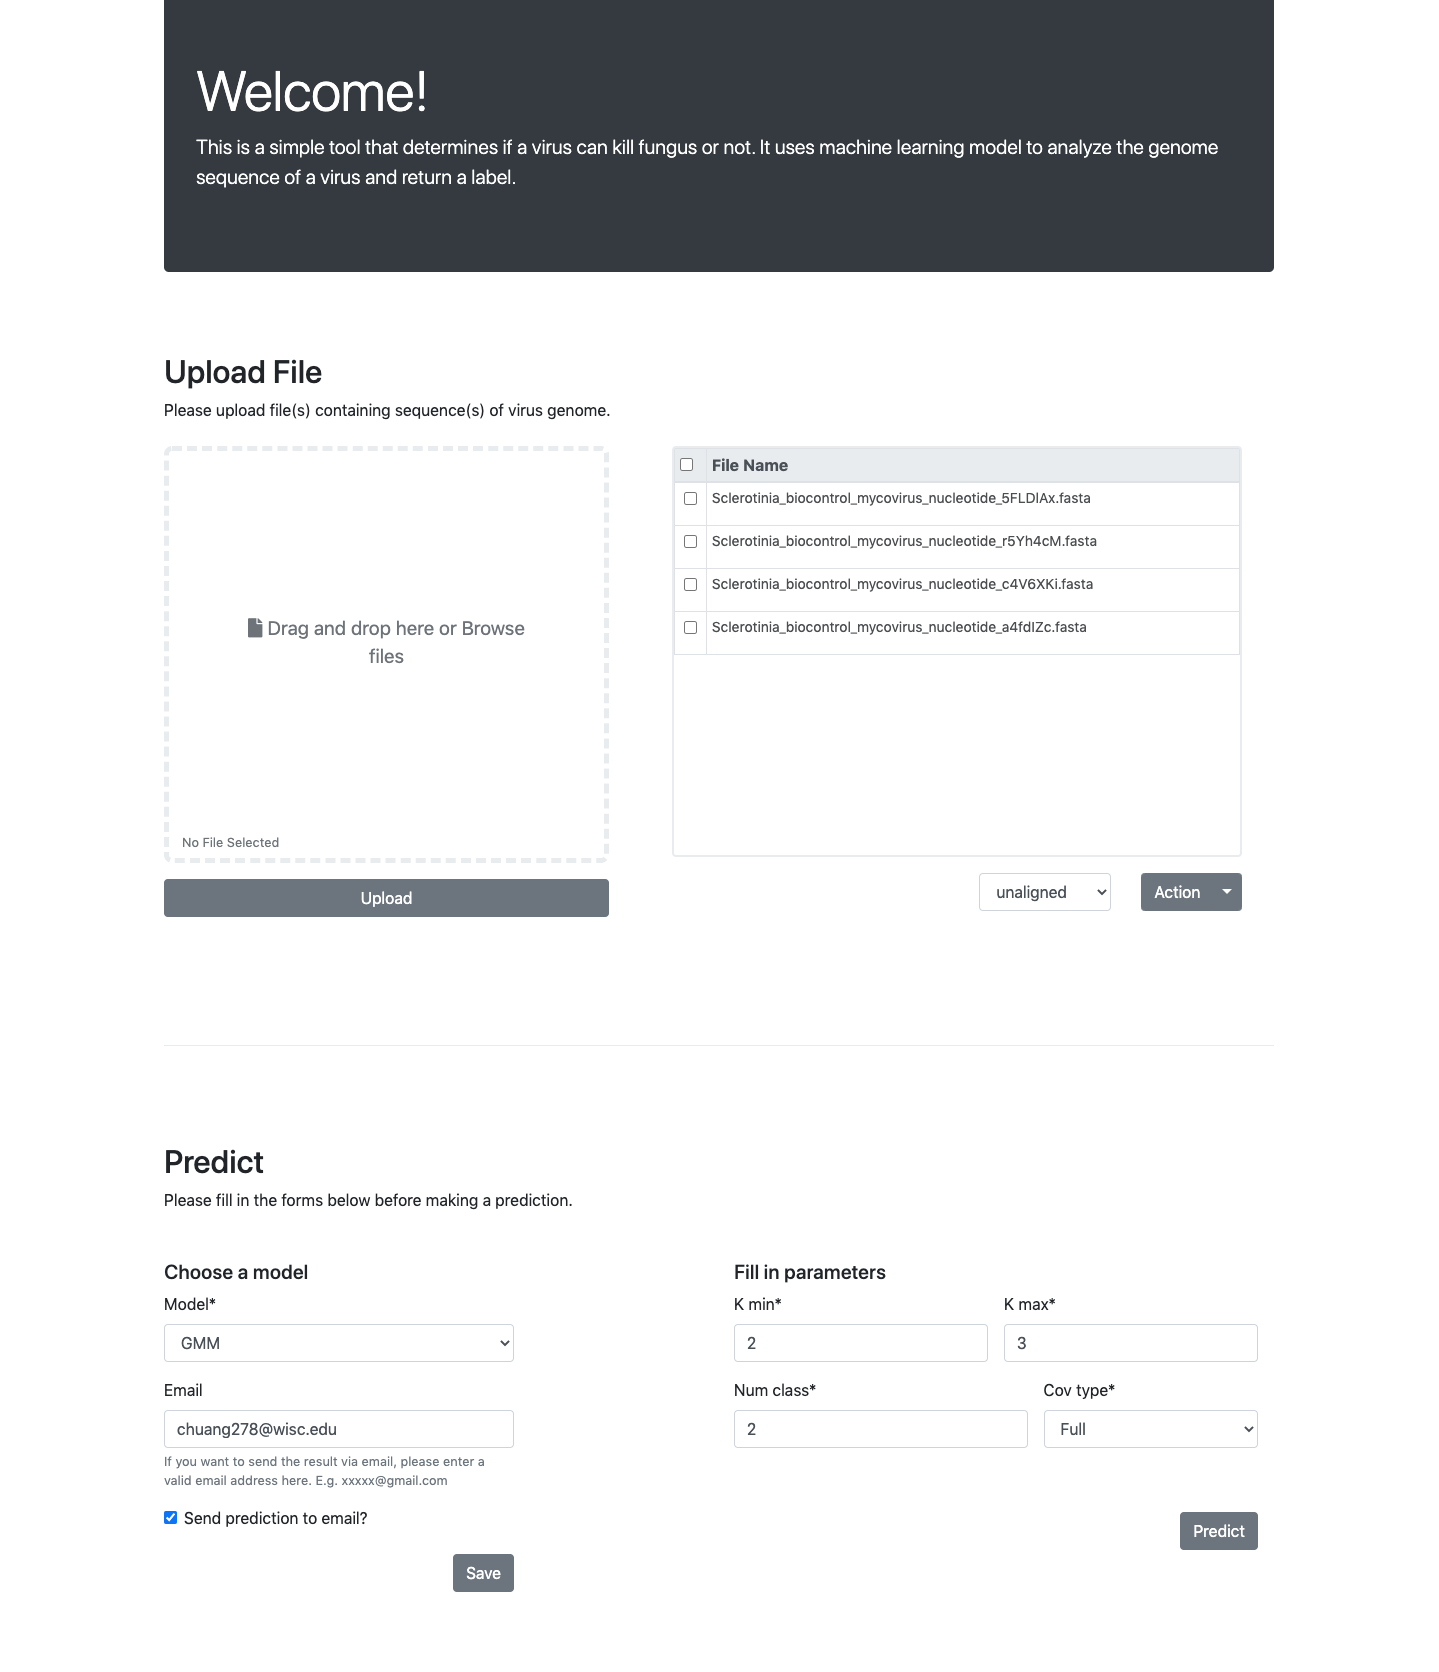 Welcome!
This is a simple tool that determines if a virus can kill fungus or not. It uses machine learning model to analyze the genome
sequence of a virus and return a label.
Upload File
Please upload file(s) containing sequence(s) of virus genome.
Drag and drop here or Browse
files
No File Selected
Upload
File Name
Sclerotinia_biocontrol_mycovirus_nucleotide_5FLDIAx.fasta
Sclerotinia_biocontrol_mycovirus_nucleotide_r5Yh4cM.fasta
Sclerotinia_biocontrol_mycovirus_nucleotide_c4V6XKi.fasta
Sclerotinia_biocontrol_mycovirus_nucleotide_a4fdIZc.fasta
unaligned
Action
Predict
Please fill in the forms below before making a prediction.
Choose a model
Model*
GMM
Email
chuang278@wisc.edu
If you want to send the result via email, please enter a
valid email address here. E.g. xxxxx@gmail.com
Send prediction to email?
Save
Fill in parameters
K min*
K max*
2
3
Num class*
Cov type*
2
Full
Predict